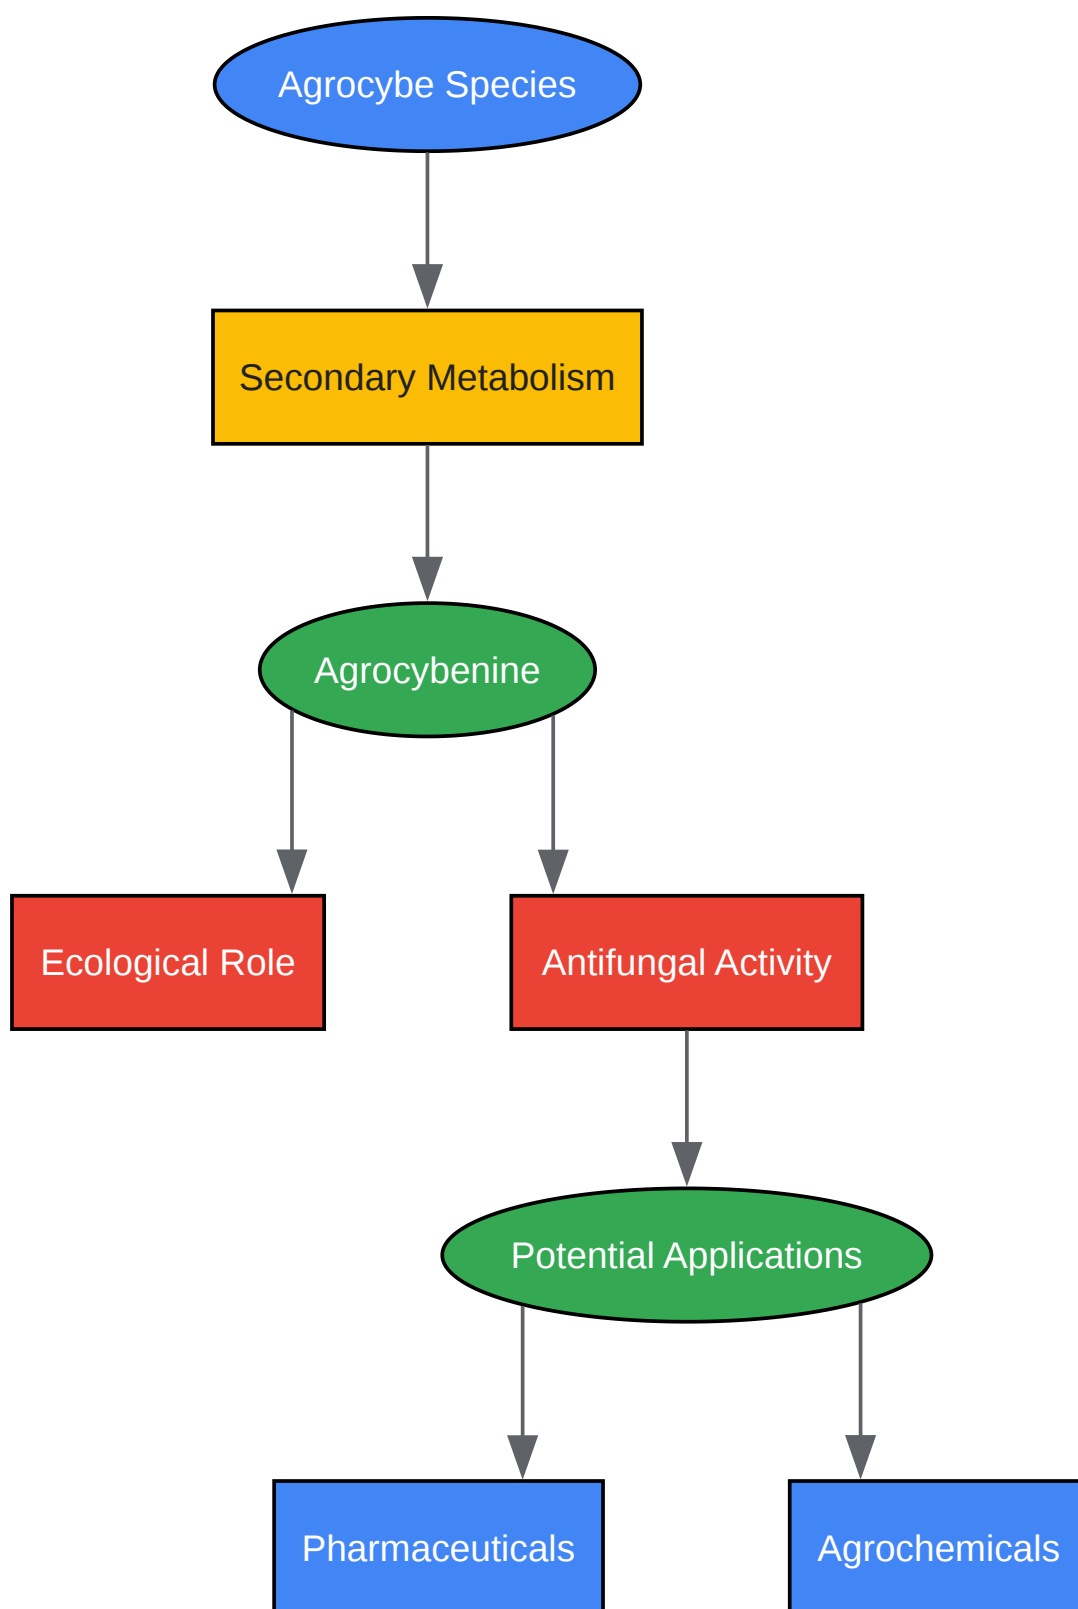 Agrocybe Species
Secondary Metabolism
Agrocybenine
Ecological Role
Antifungal Activity
Potential Applications
Pharmaceuticals
Agrochemicals